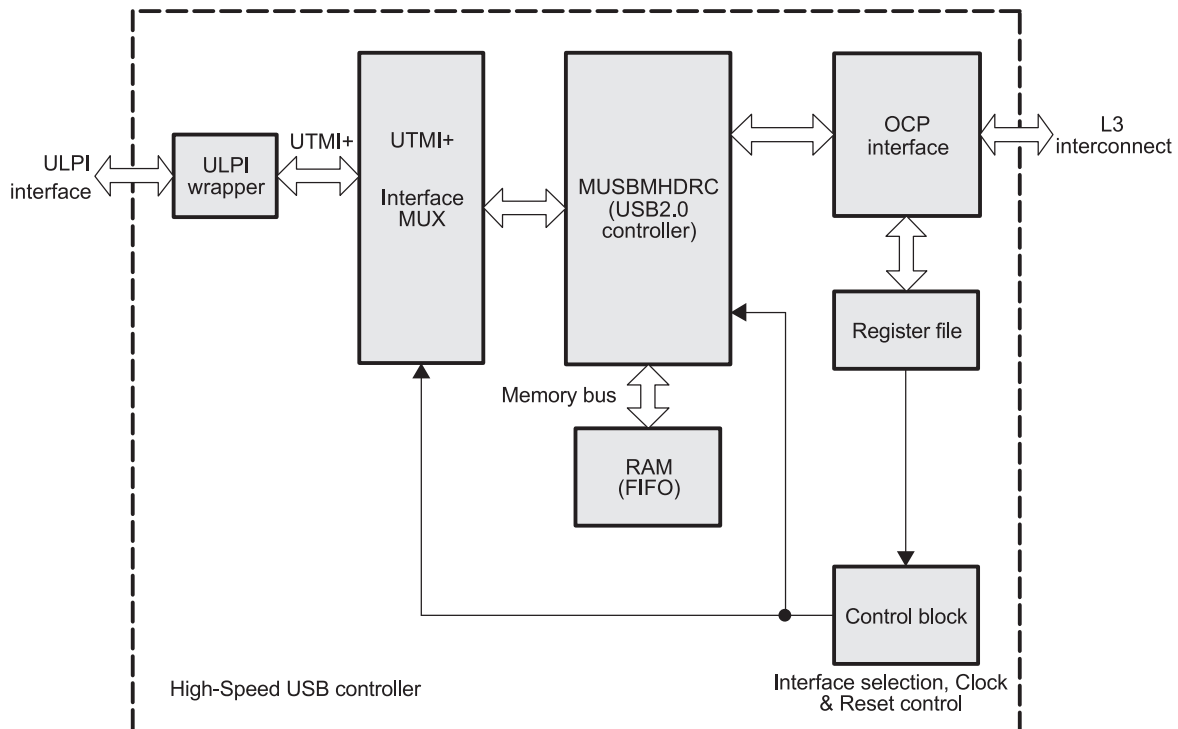 ULPI
interface
ULPI
wrapper
UTMI+
UTMI+
Interface
MUX
MUSBMHDRC
(USB2.0
controller)
OCP
interface
L3
interconnect
Register file
Memory bus
RAM
(FIFO)
Control block
Interface selection, Clock
& Reset control
High-Speed USB controller